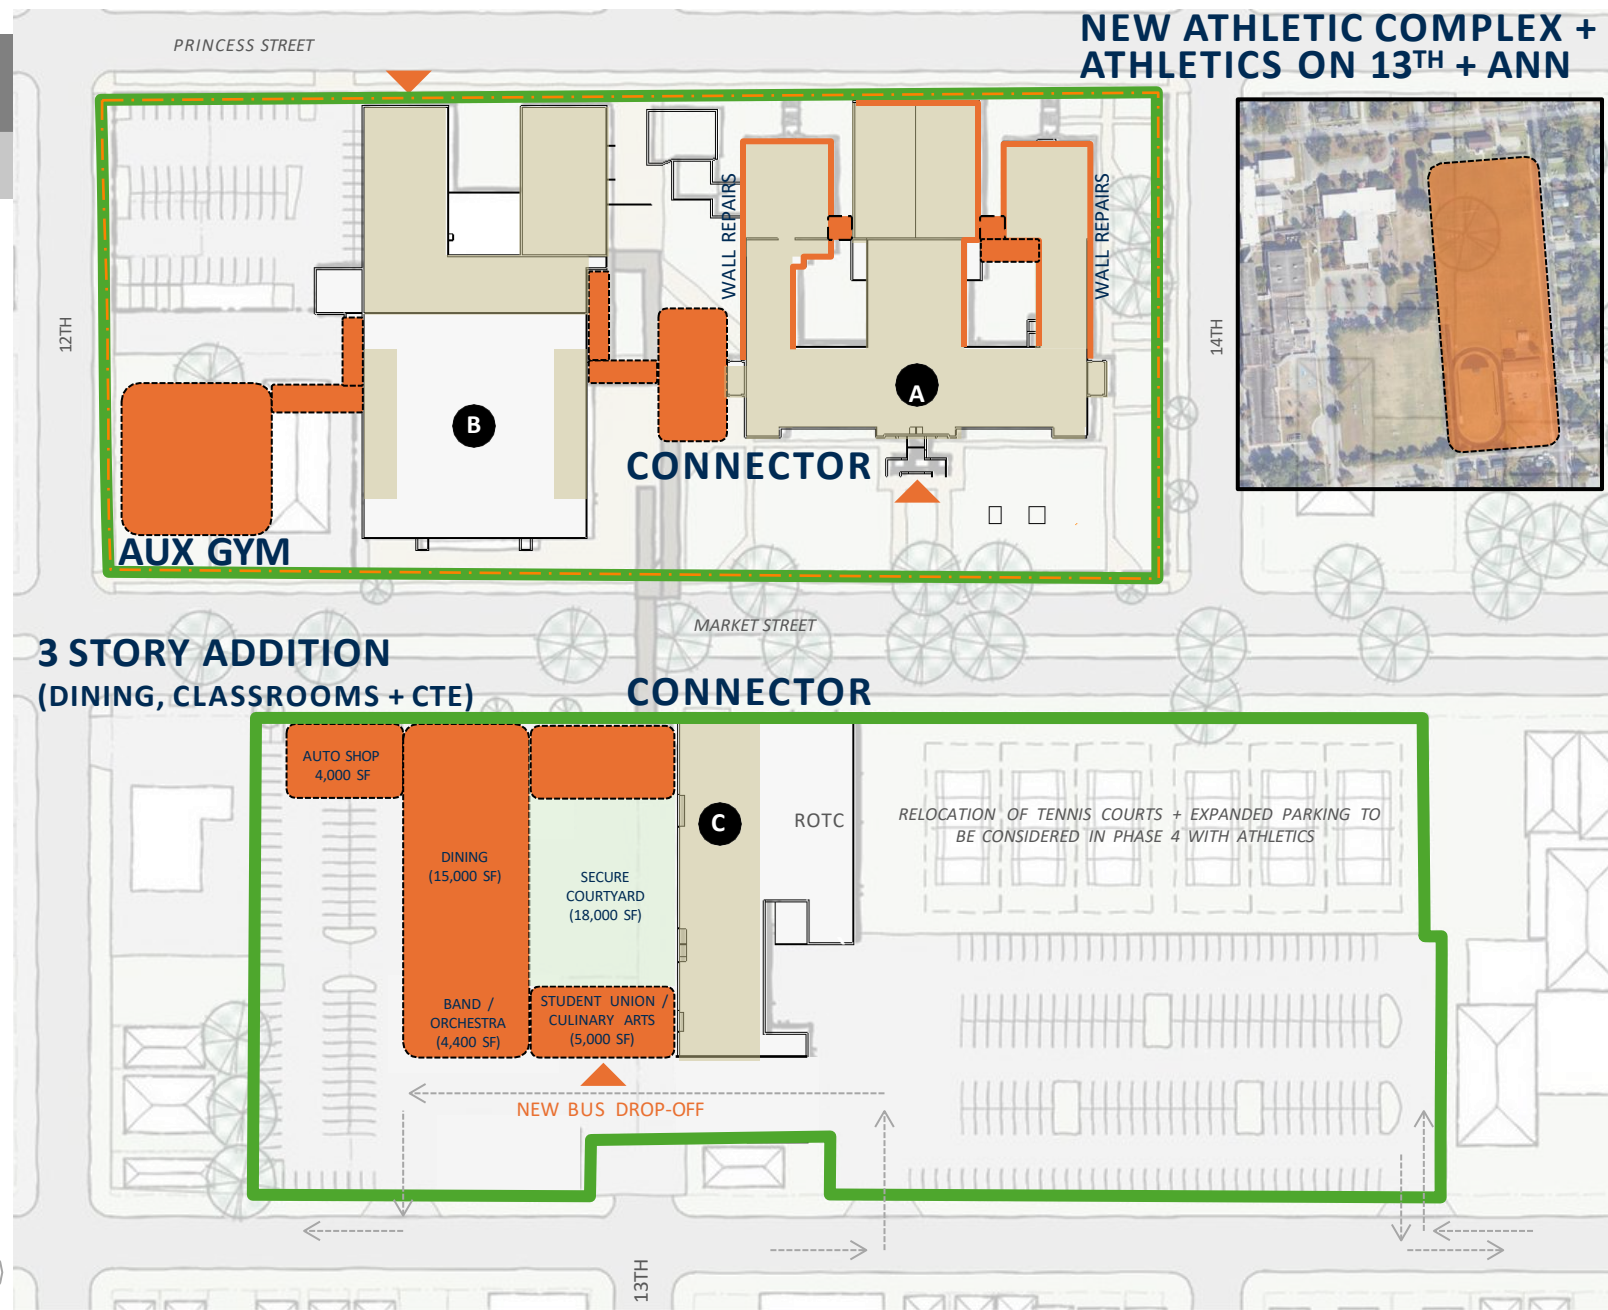 NEW ATHLETIC COMPLEX +
ATHLETICS ON 13TH + ANN
PRINCESS STREET
WALL REPAIRS
WALL REPAIRS
12TH
14TH
A
B
CONNECTOR
AUX GYM
MARKET STREET
3 STORY ADDITION
(DINING, CLASSROOMS + CTE)
CONNECTOR
AUTO SHOP
4,000 SF
C
ROTC
RELOCATION OF TENNIS COURTS + EXPANDED PARKING TO
BE CONSIDERED IN PHASE 4 WITH ATHLETICS
DINING
(15,000 SF)
SECURE
COURTYARD
(18,000 SF)
BAND /
ORCHESTRA
(4,400 SF)
STUDENT UNION /
CULINARY ARTS
(5,000 SF)
NEW BUS DROP-OFF
13TH